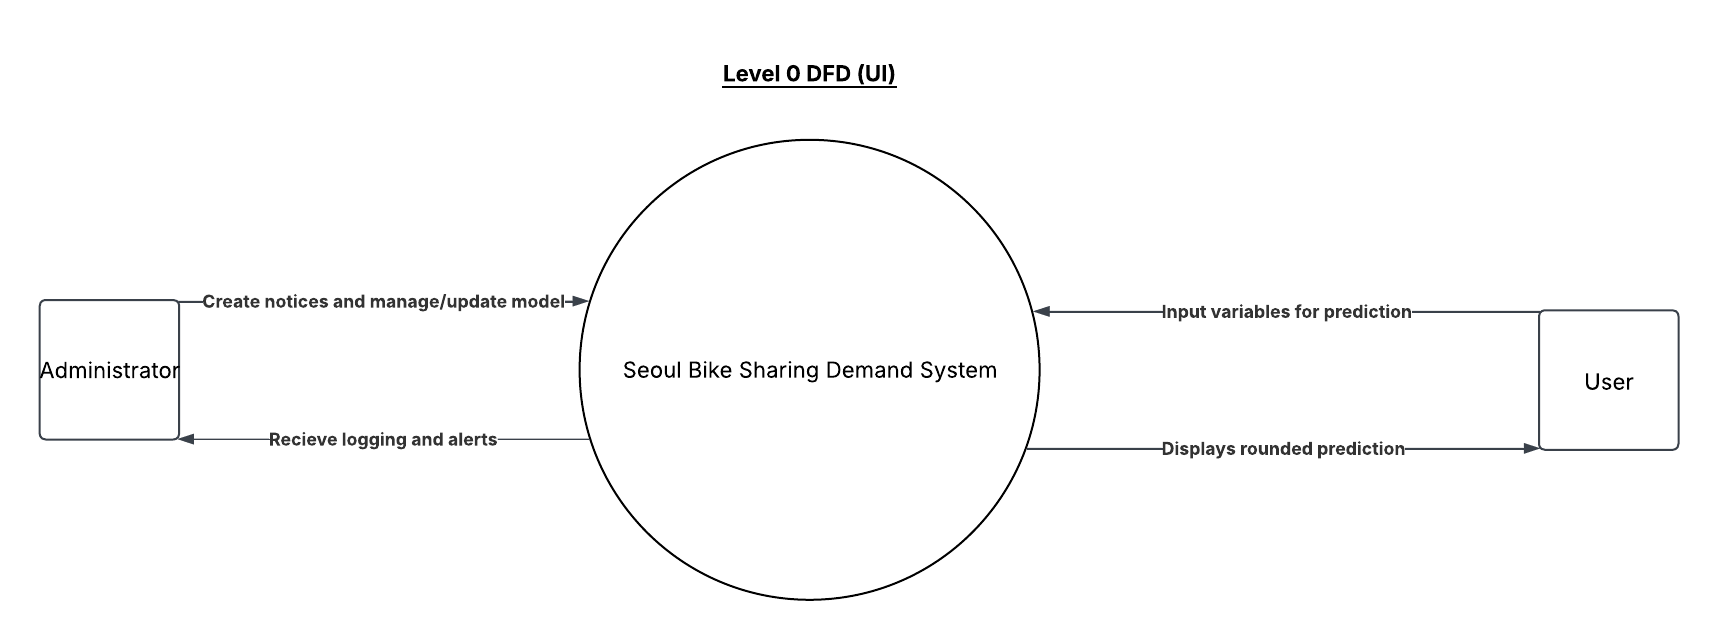 Level 0 DFD (UI)
Create notices and manage/update model
Input variables for prediction
Administrator
Seoul Bike Sharing Demand System
User
Recieve logging and alerts
Displays rounded prediction